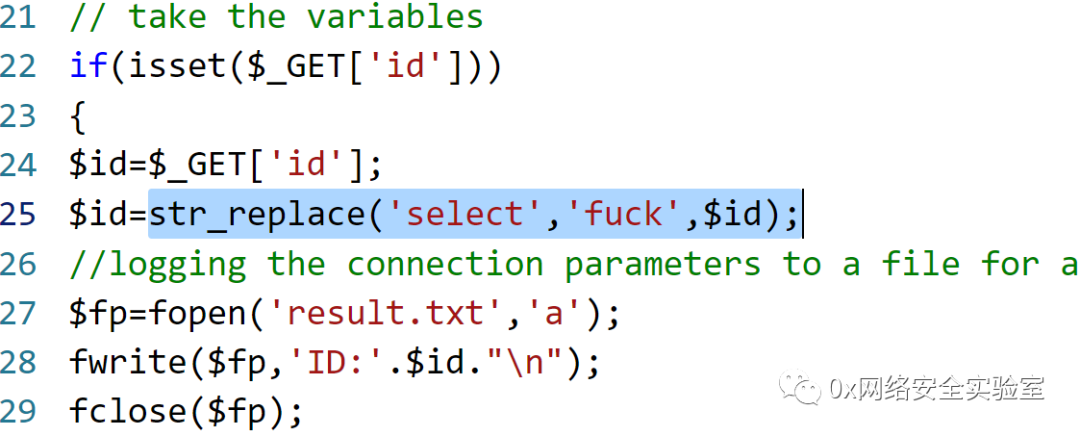 21 // take the variables
22 if(isset($_GET['id']))
23 {
24 $id=$_GET['id'];
25 $id=str_replace('select','fuck',$id);
26 //logging the connection parameters to a file for a
27 $fp=fopen('result.txt','a');
28 fwrite($fp,'ID:'.$id."\n");
29 fclose($fp);
0x网络安全实验室